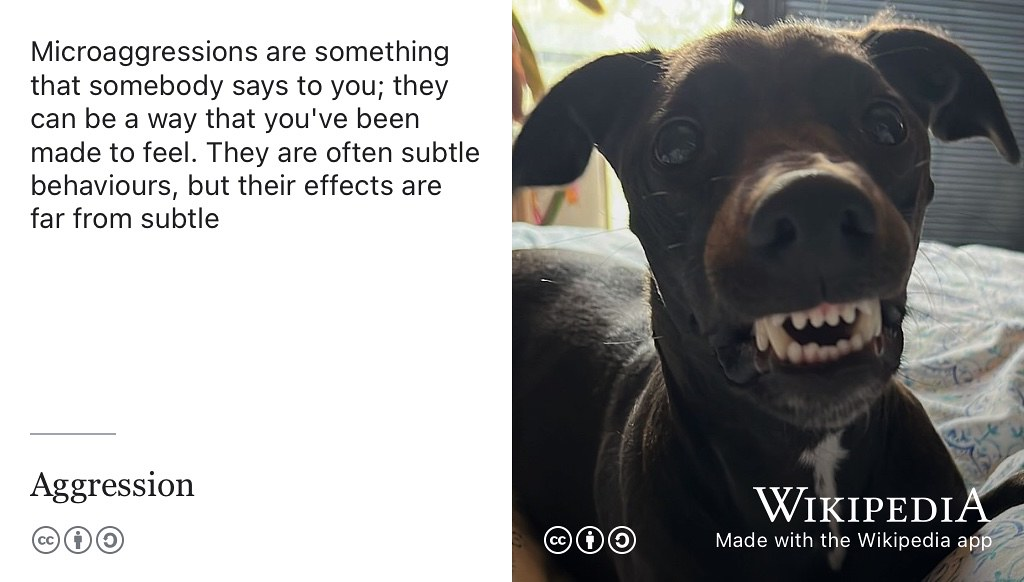 Microaggressions are something
that somebody says to you; they
can be a way that you've been
made to feel. They are often subtle
behaviours, but their effects are
far from subtle
Aggression
cc
WIKIPEDIA
cc
Made with the Wikipedia app